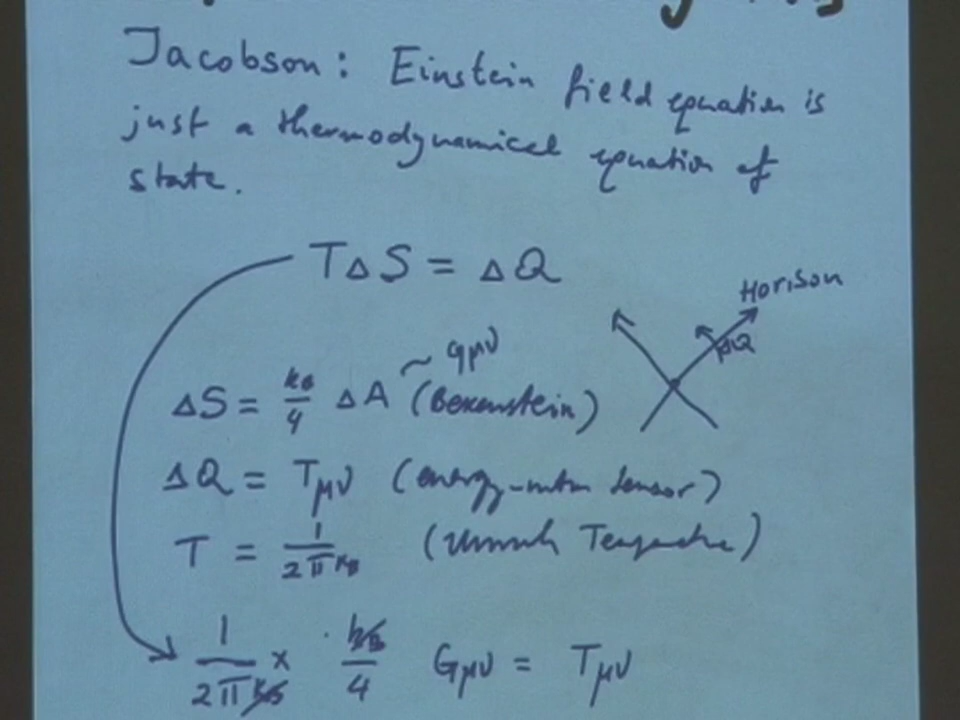 Jacobson: Einstein field equation is
just a thermodynamical equation of
state.
TΔS = ΔQ
Horison
ΔQ
gμν
ΔS = kB/4 ΔA (Bekenstein)
ΔQ = Tμν (energy-mtm tensor)
T = 1/2πkB (Unruh Temperature)
1/2πkB x kB/4 Gμν = Tμν